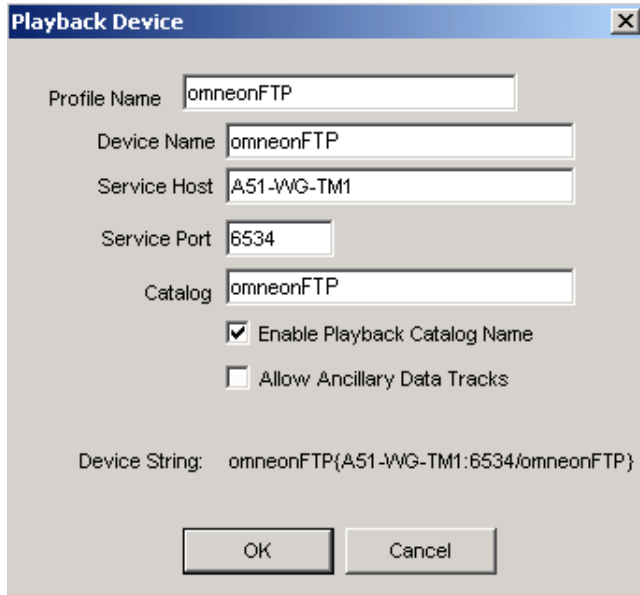 Playback Device
Profile Name omneonFTP
Device Name omneonFTP
Service Host A51-WG-TM1
Service Port 6534
Catalog omneonFTP
Enable Playback Catalog Name
Allow Ancillary Data Tracks
Device String: omneonFTP{A51-WG-TM1:6534/omneonFTP}
OK Cancel